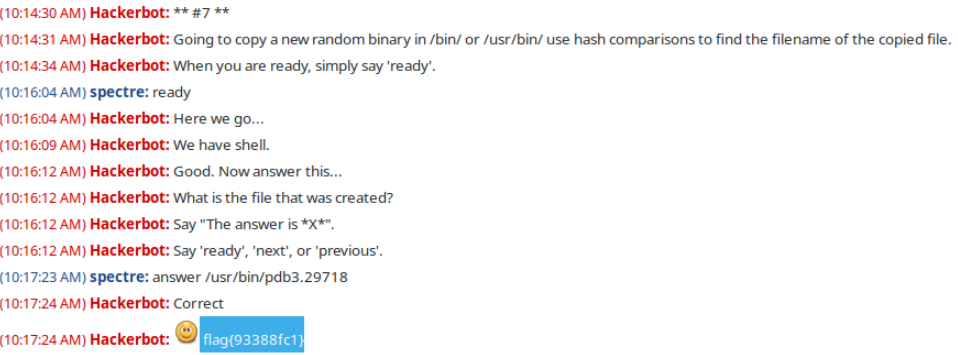 (10:14:30 AM) Hackerbot: ** #7 **
(10:14:31 AM) Hackerbot: Going to copy a new random binary in /bin/ or /usr/bin/ use hash comparisons to find the filename of the copied file.
(10:14:34 AM) Hackerbot: When you are ready, simply say 'ready'.
(10:16:04 AM) spectre: ready
(10:16:04 AM) Hackerbot: Here we go...
(10:16:09 AM) Hackerbot: We have shell.
(10:16:12 AM) Hackerbot: Good. Now answer this...
(10:16:12 AM) Hackerbot: What is the file that was created?
(10:16:12 AM) Hackerbot: Say "The answer is *X*".
(10:16:12 AM) Hackerbot: Say 'ready', 'next', or 'previous'.
(10:17:23 AM) spectre: answer /usr/bin/pdb3.29718
(10:17:24 AM) Hackerbot: Correct
(10:17:24 AM) Hackerbot: flag{93388fc1}